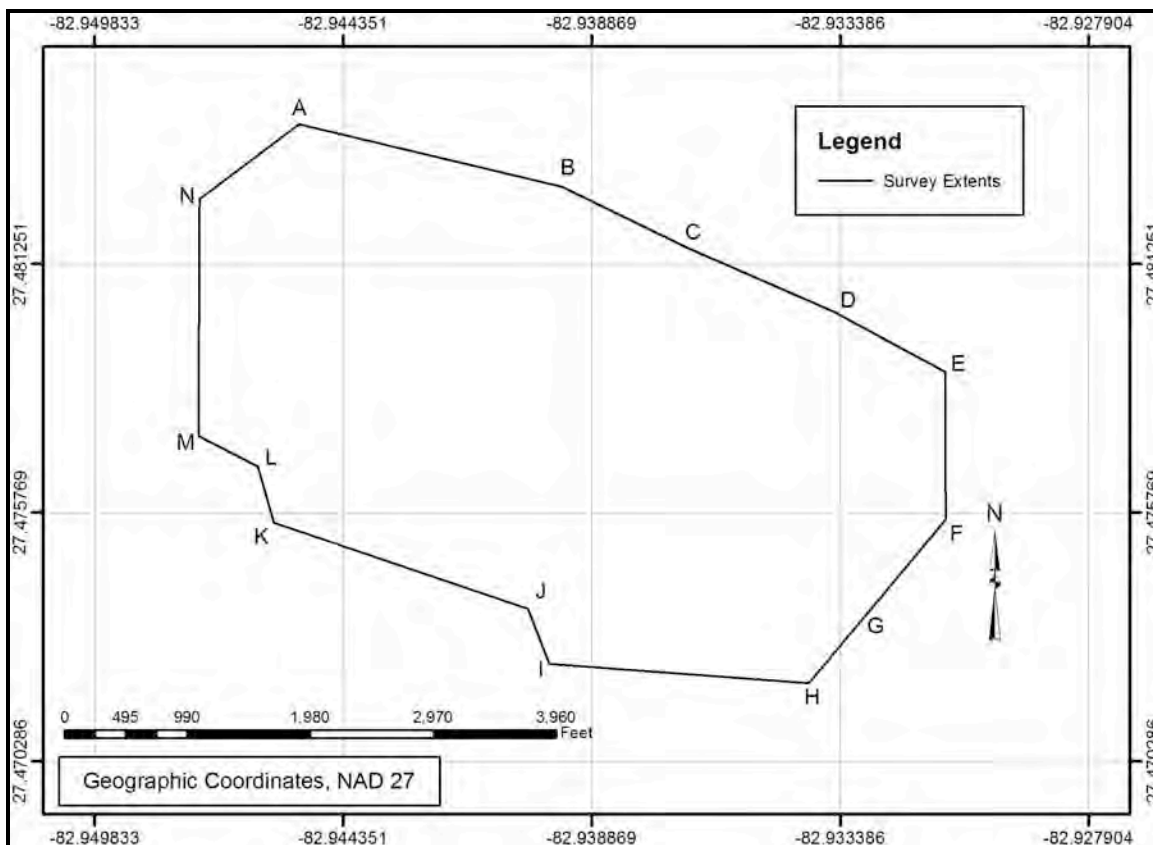 -82.949833 -82.944351 -82.938869 -82.933386 -82.927904
A
Legend
Survey Extents
B
N
C
27.481251 27.481251
D
E
M
L
27.475769 27.475769
N
K
F
J
G
I
H
0 495 990 1,980 2,970 3,960
Feet
27.470286 27.470286
Geographic Coordinates, NAD 27
-82.949833 -82.944351 -82.938869 -82.933386 -82.927904